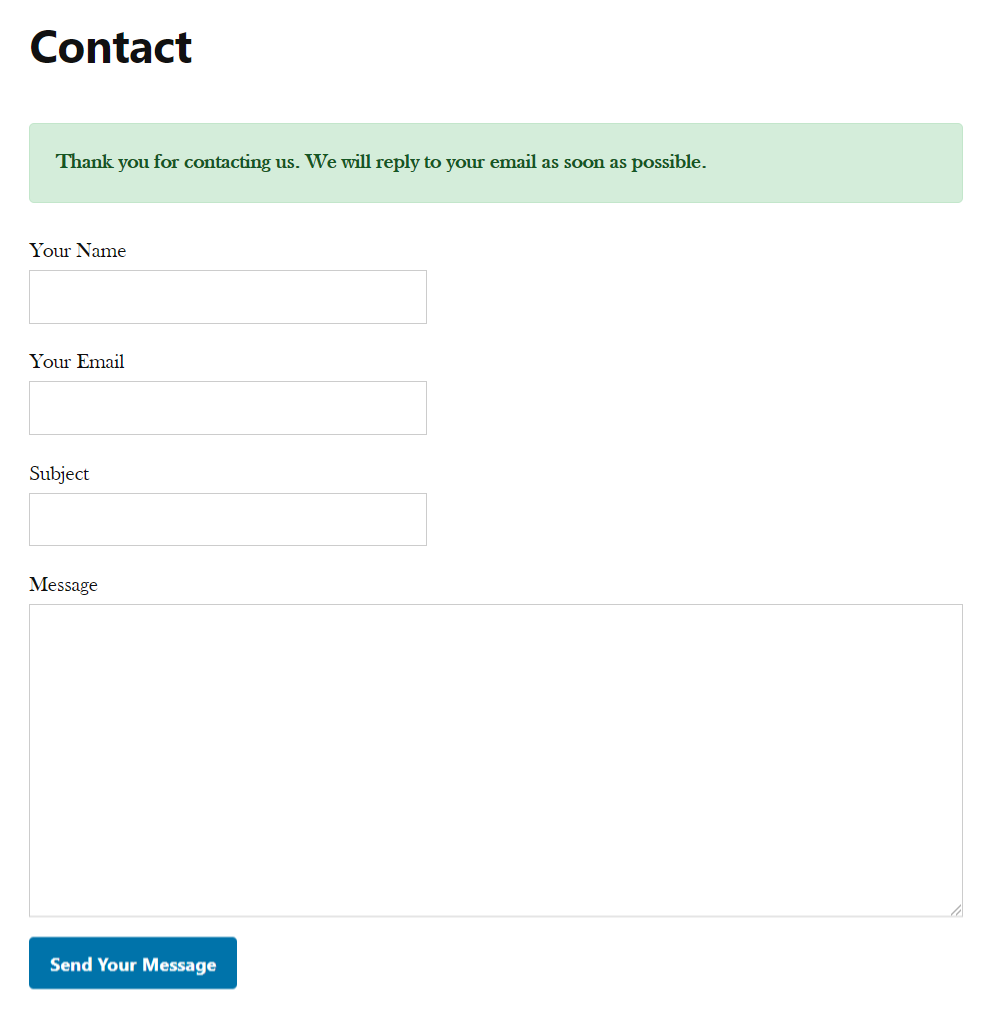 Contact
Thank you for contacting us. We will reply to your email as soon as possible.
Your Name
Your Email
Subject
Message
Send Your Message